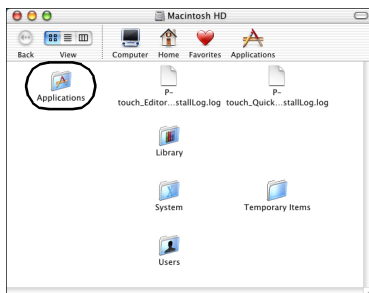 Macintosh HD
Back View Computer Home Favorites Applications
Applications
P-
touch_Editor...stallLog.log
P-
touch_Quick...stallLog.log
Library
System
Temporary Items
Users